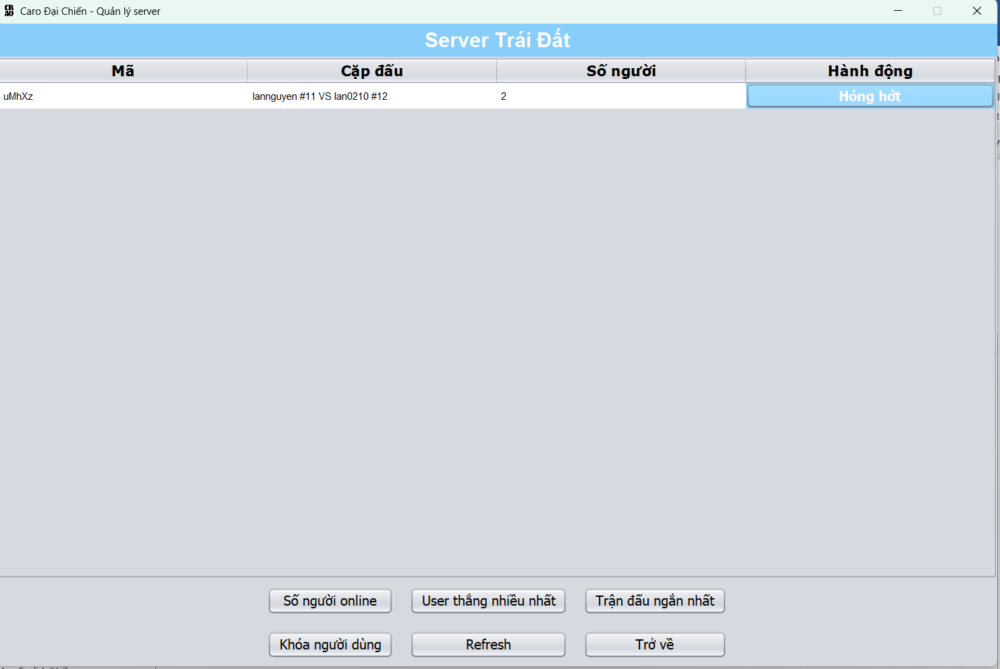 Caro Đại Chiến - Quản lý server
Server Trái Đất
Mã Cặp đấu Số người Hành động
uMhXz lannguyen #11 VS lan0210 #12 2 Hóng hớt
Số người online User thắng nhiều nhất Trận đấu ngắn nhất
Khóa người dùng Refresh Trở về